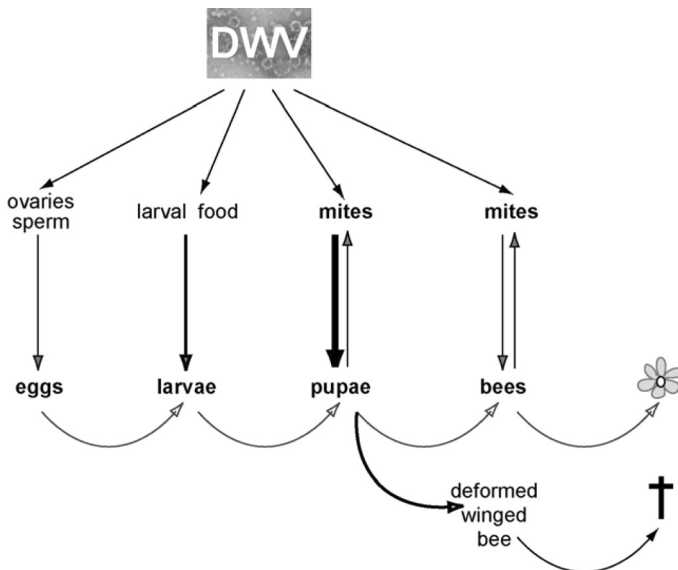 DWV
ovaries
sperm
larval food
mites
mites
eggs
larvae
pupae
bees
deformed
winged
bee